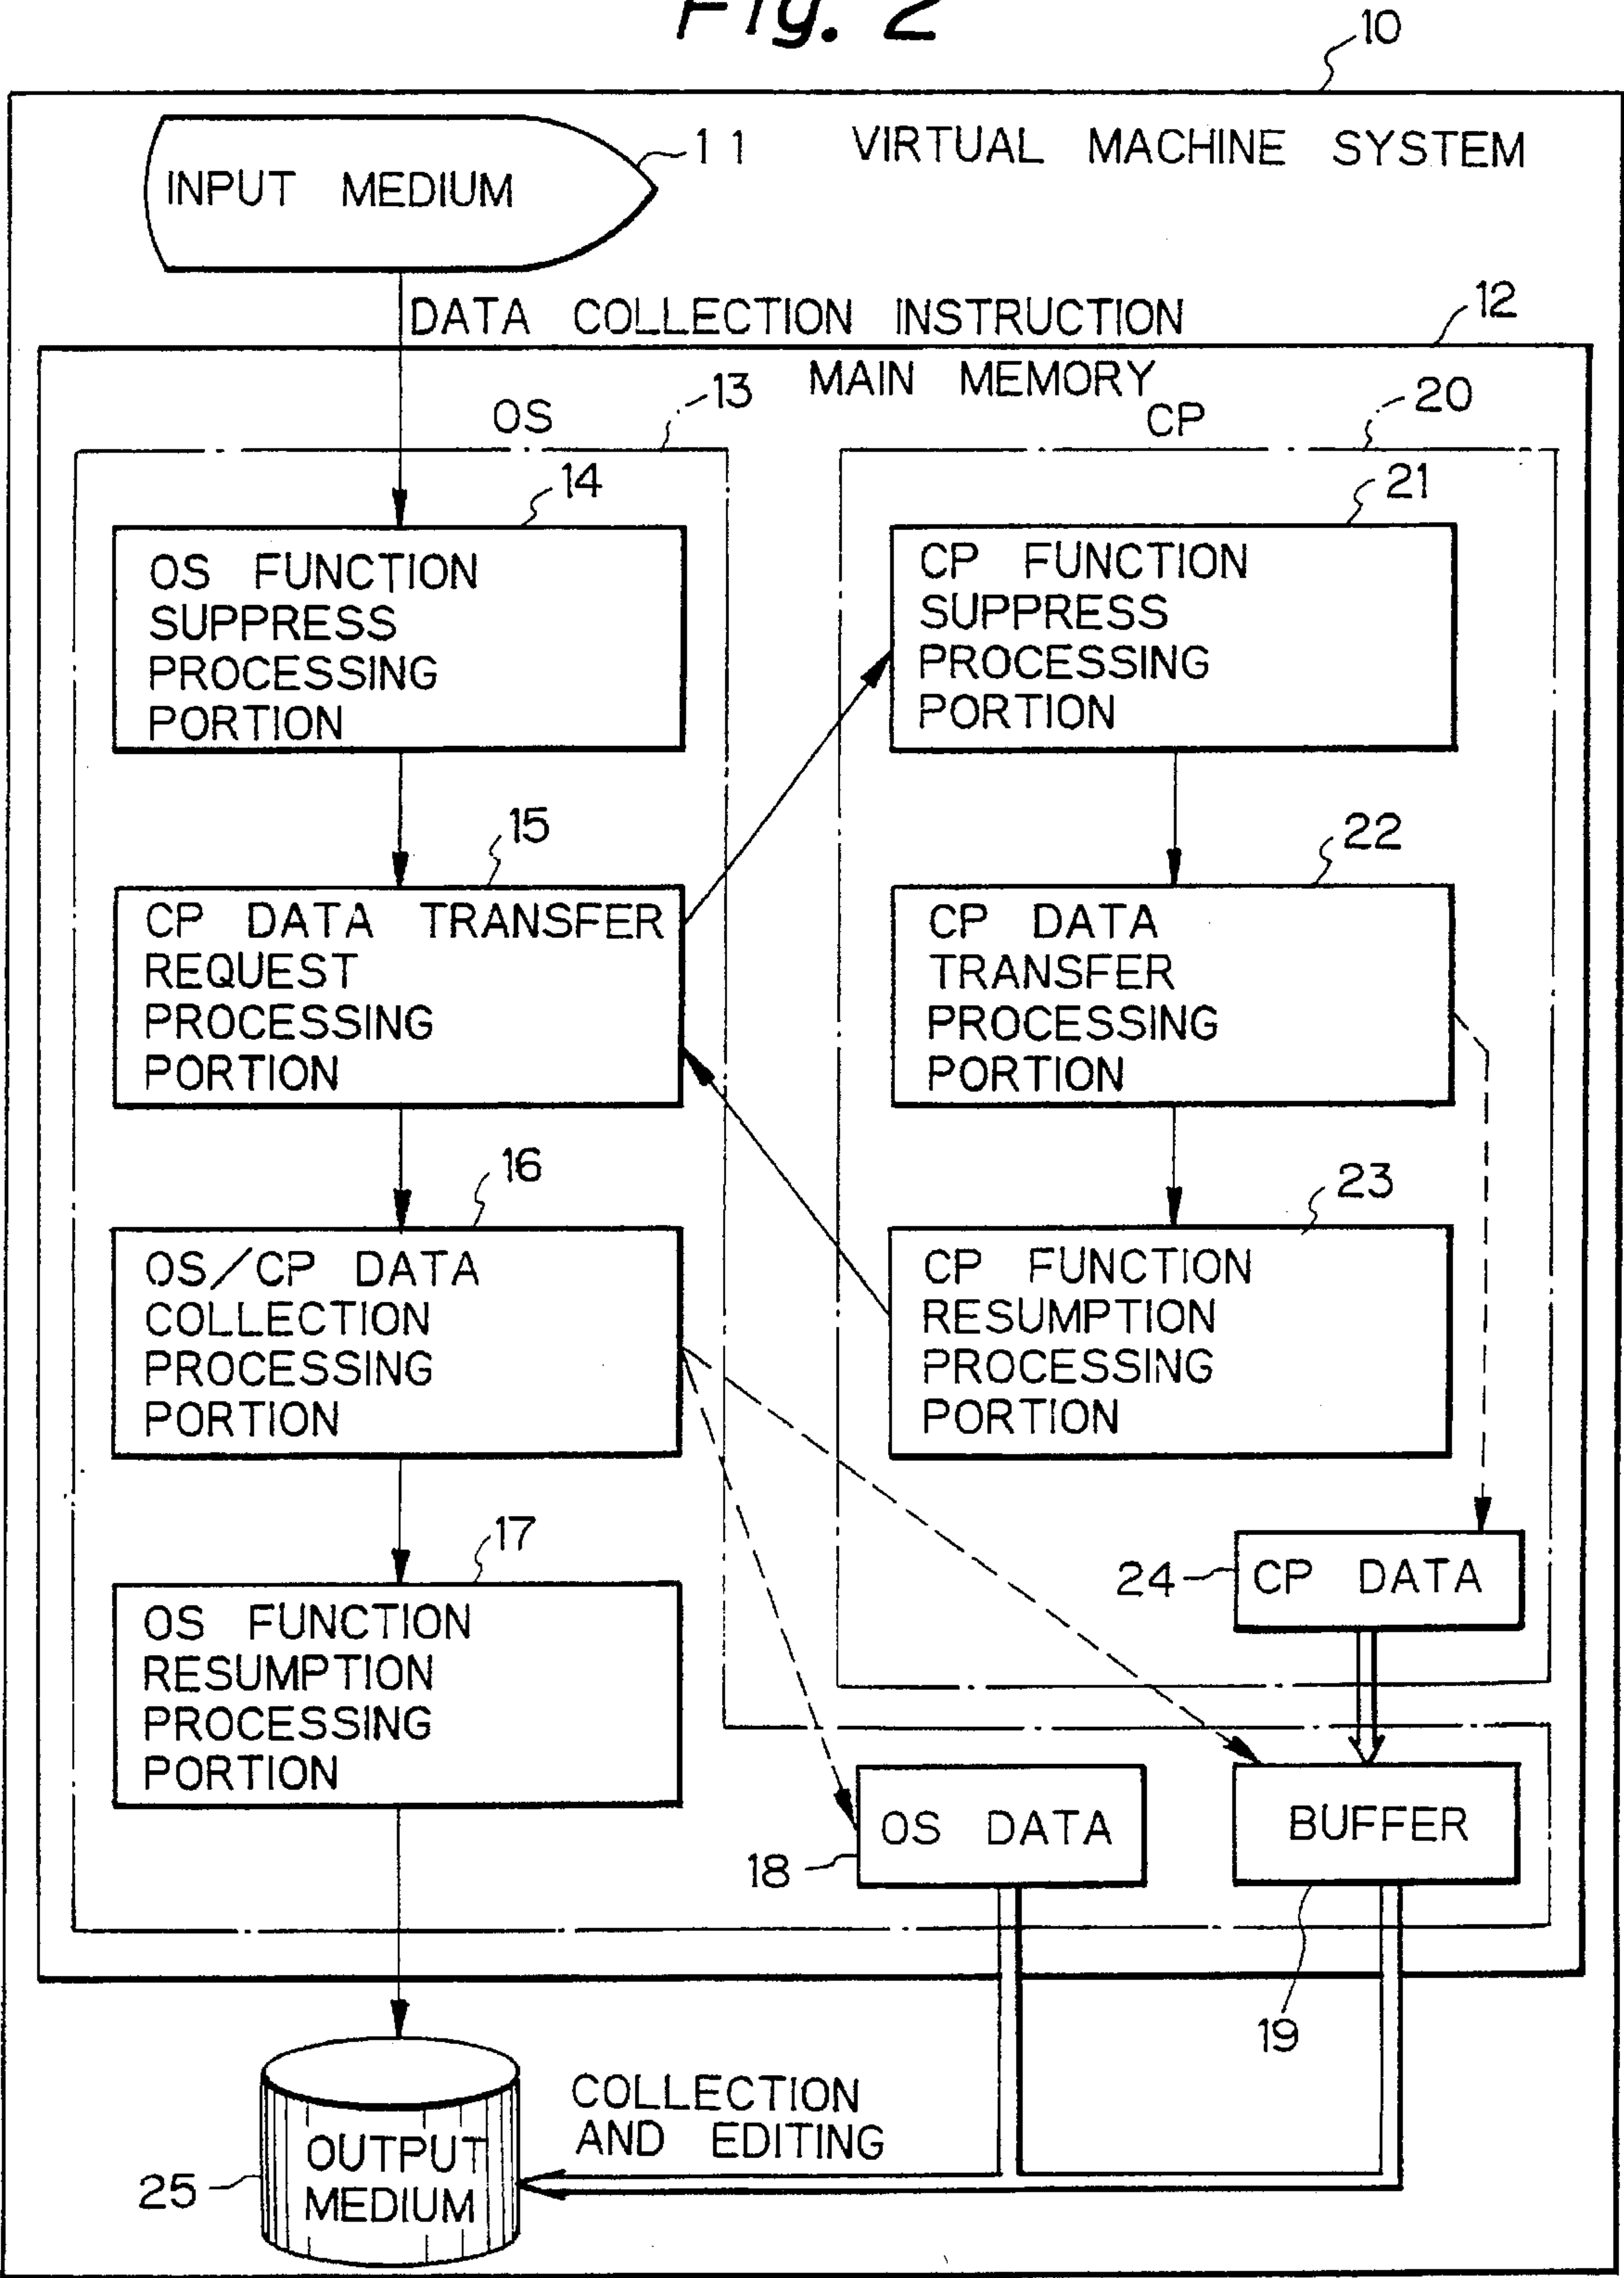 Fig. 2
10
INPUT MEDIUM
11
VIRTUAL MACHINE SYSTEM
DATA COLLECTION INSTRUCTION
12
MAIN MEMORY
OS
13
CP
20
14
OS FUNCTION
SUPPRESS
PROCESSING
PORTION
21
CP FUNCTION
SUPPRESS
PROCESSING
PORTION
15
CP DATA TRANSFER
REQUEST
PROCESSING
PORTION
22
CP DATA
TRANSFER
PROCESSING
PORTION
16
OS/CP DATA
COLLECTION
PROCESSING
PORTION
23
CP FUNCTION
RESUMPTION
PROCESSING
PORTION
17
OS FUNCTION
RESUMPTION
PROCESSING
PORTION
24
CP DATA
18
OS DATA
BUFFER
19
COLLECTION
AND EDITING
25
OUTPUT
MEDIUM